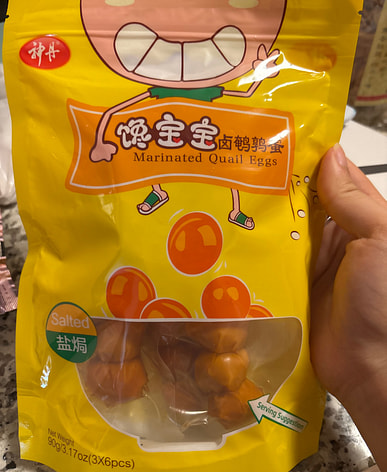 神丹
馋宝宝卤鹌鹑蛋
Marinated Quail Eggs
Salted
盐焗
Serving Suggestion
Net Weight
90g/3.17oz(3X6pcs)